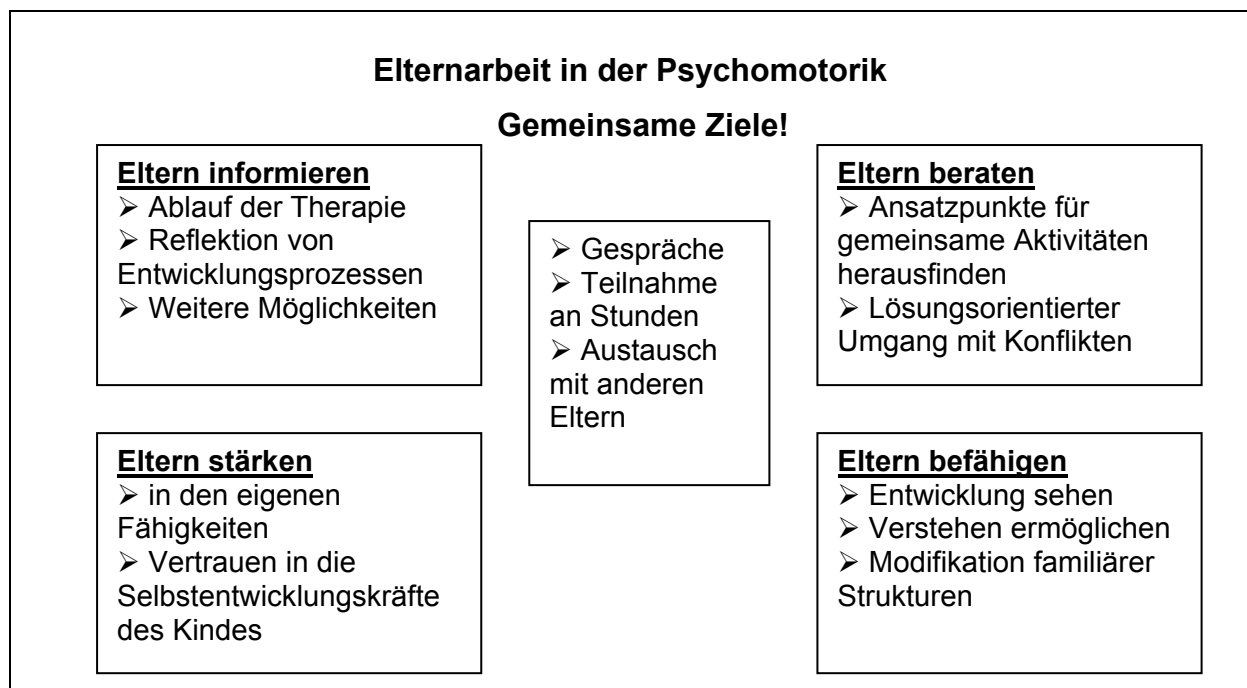 Elternarbeit in der Psychomotorik
Gemeinsame Ziele!
Eltern informieren
➢ Ablauf der Therapie
➢ Reflektion von
Entwicklungsprozessen
➢ Weitere Möglichkeiten
➢ Gespräche
➢ Teilnahme
an Stunden
➢ Austausch
mit anderen
Eltern
Eltern beraten
➢ Ansatzpunkte für
gemeinsame Aktivitäten
herausfinden
➢ Lösungsorientierter
Umgang mit Konflikten
Eltern stärken
➢ in den eigenen
Fähigkeiten
➢ Vertrauen in die
Selbstentwicklungskräfte
des Kindes
Eltern befähigen
➢ Entwicklung sehen
➢ Verstehen ermöglichen
➢ Modifikation familiärer
Strukturen